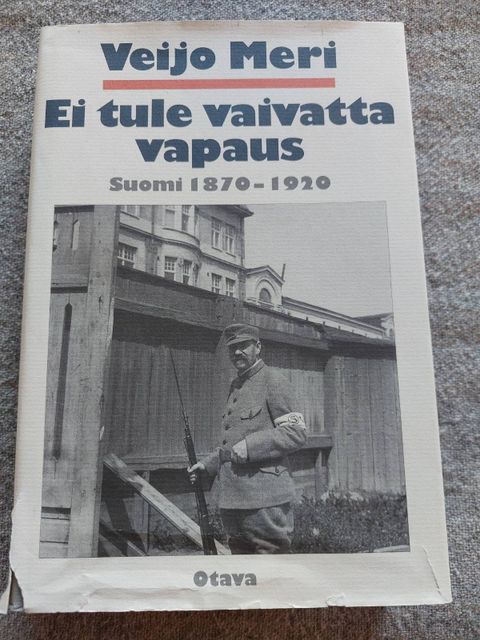 Veijo Meri
Ei tule vaivatta
vapaus
Suomi 1870–1920
Otava